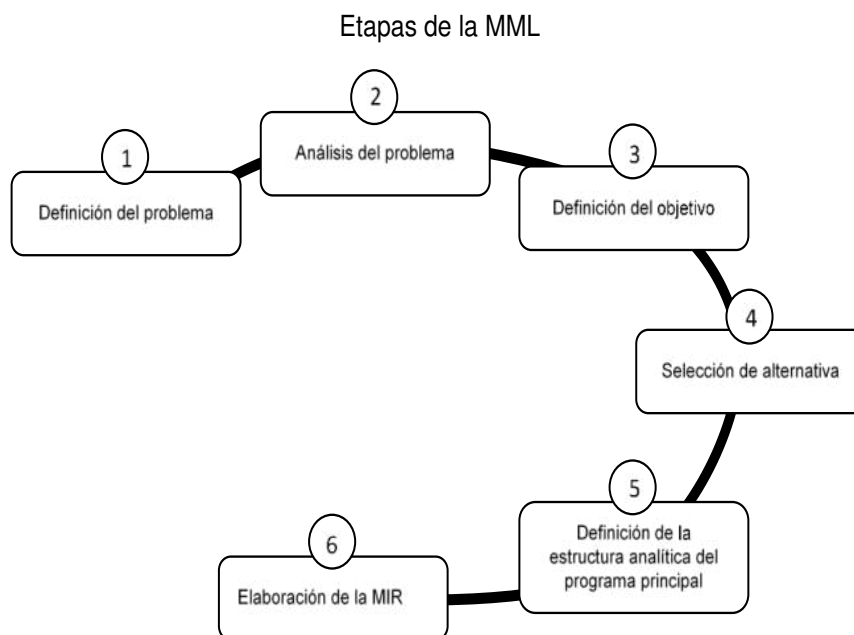 Etapas de la MML
1
Definición del problema
2
Análisis del problema
3
Definición del objetivo
4
Selección de alternativa
5
Definición de la
estructura analítica del
programa principal
6
Elaboración de la MIR